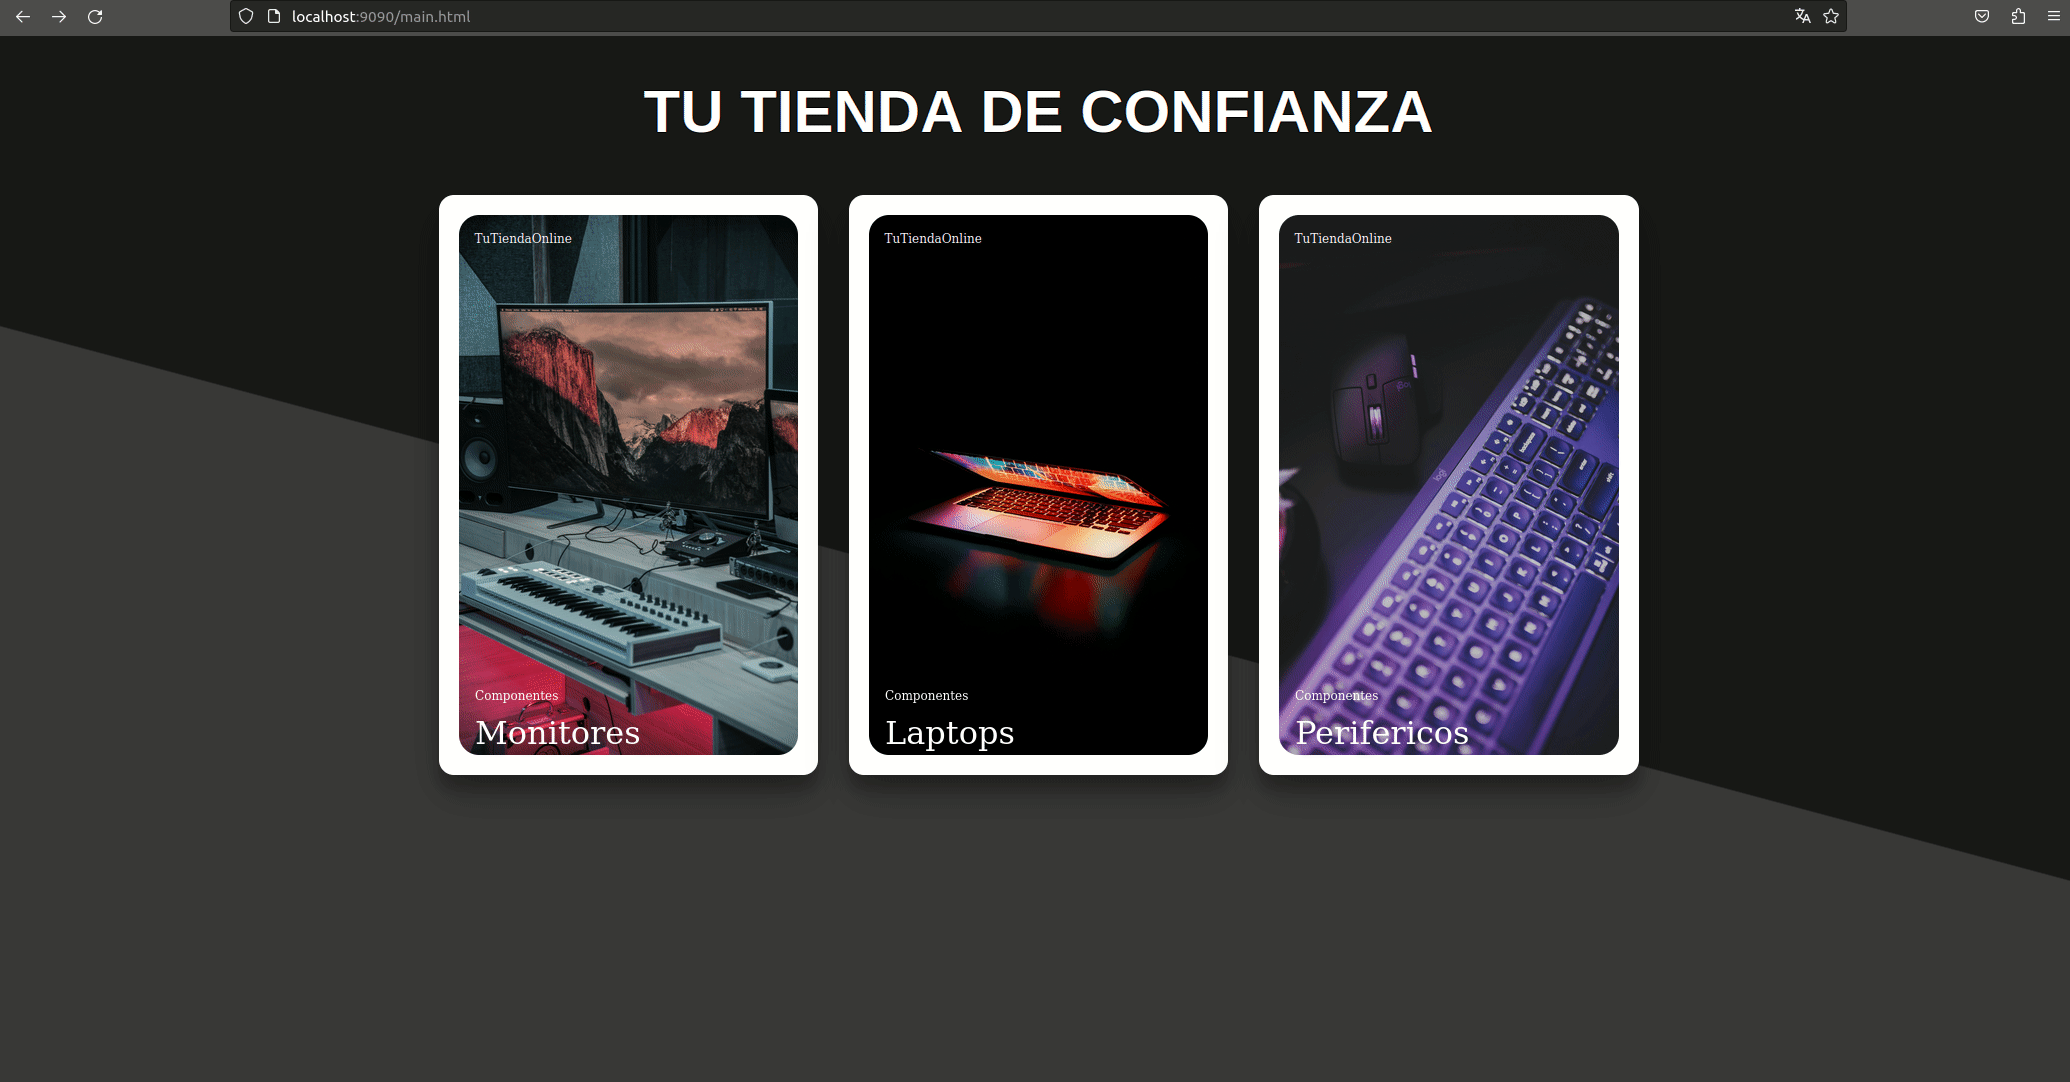 localhost:9090/main.html
TU TIENDA DE CONFIANZA
TuTiendaOnline
Componentes
Monitores
TuTiendaOnline
Componentes
Laptops
TuTiendaOnline
Componentes
Perifericos